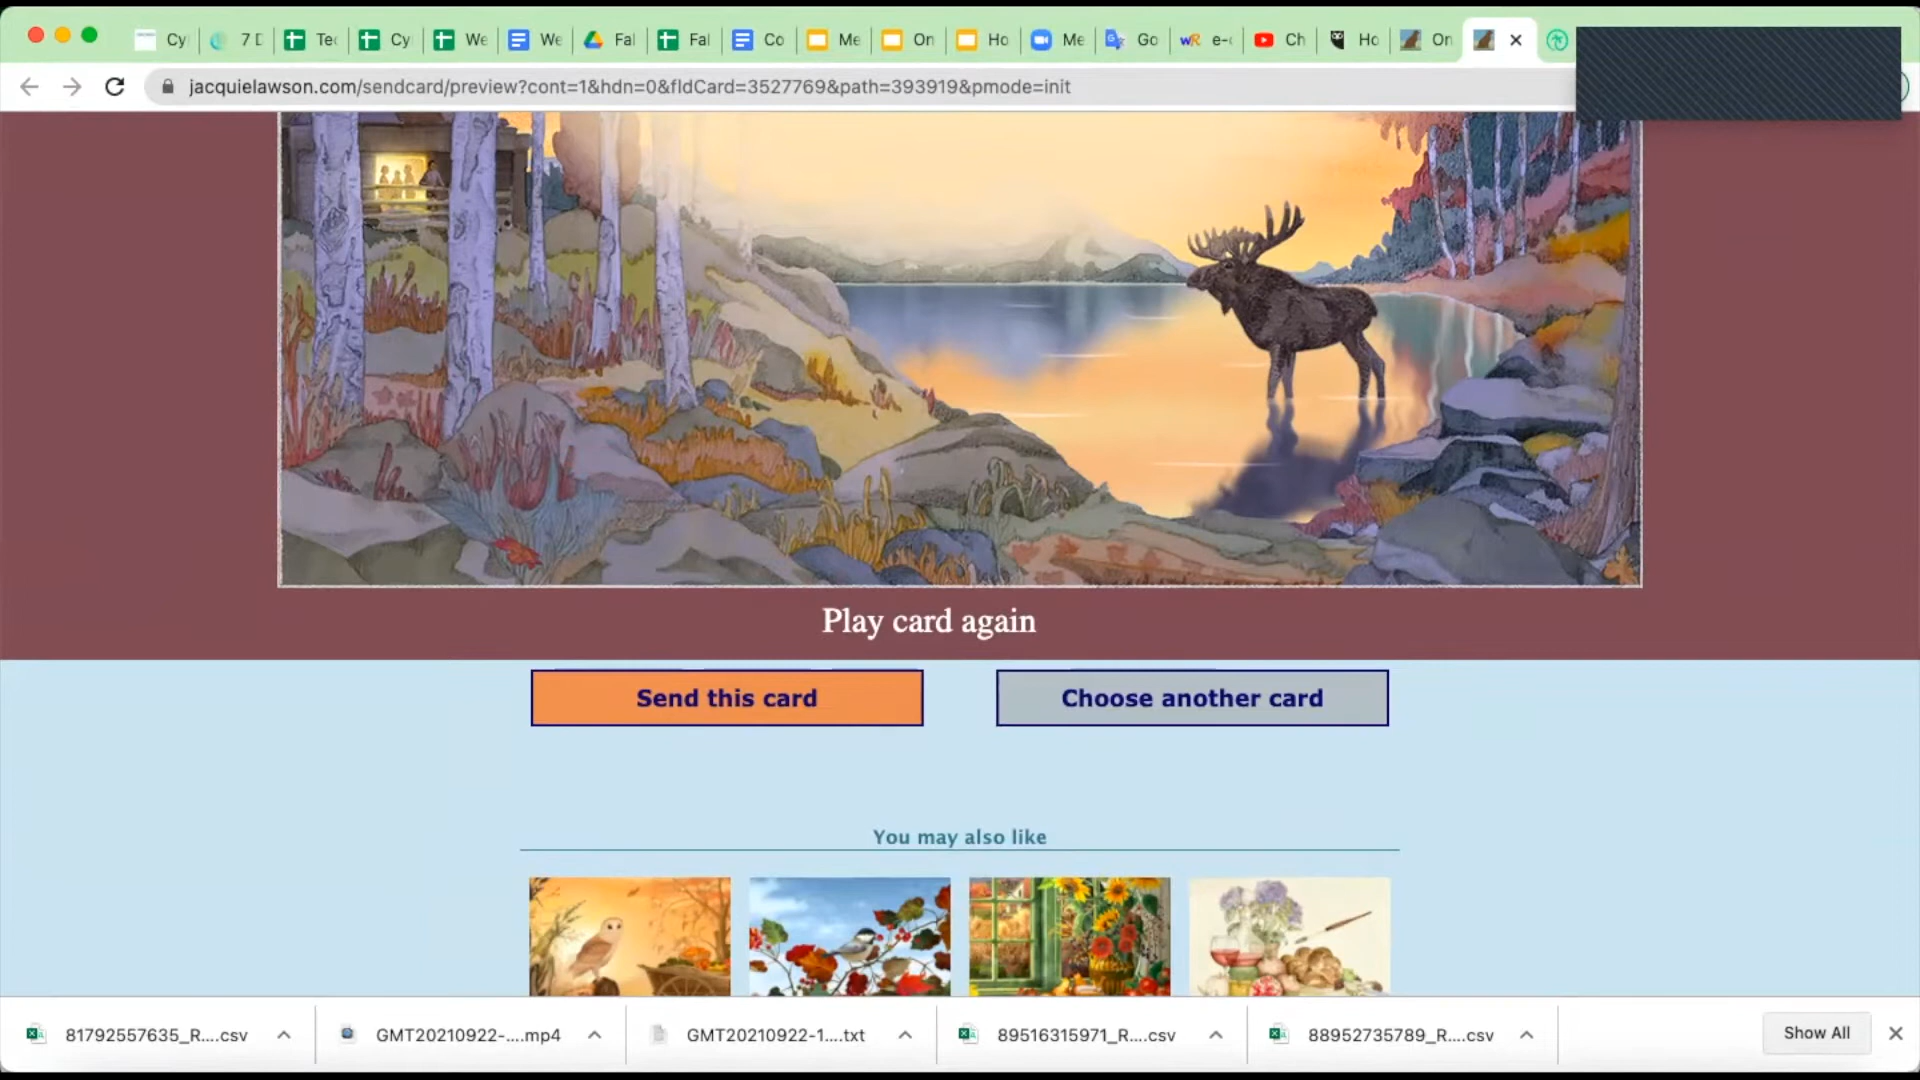 Cy 7 D Tec Cy We We Fal Fal Co Me On Ho Me Go e-c Ch Ho On
jacquielawson.com/sendcard/preview?cont=1&hdn=0&fldCard=3527769&path=393919&pmode=init
Play card again
Send this card Choose another card
You may also like
81792557635_R....csv GMT20210922-....mp4 GMT20210922-1....txt 89516315971_R....csv 88952735789_R....csv Show All